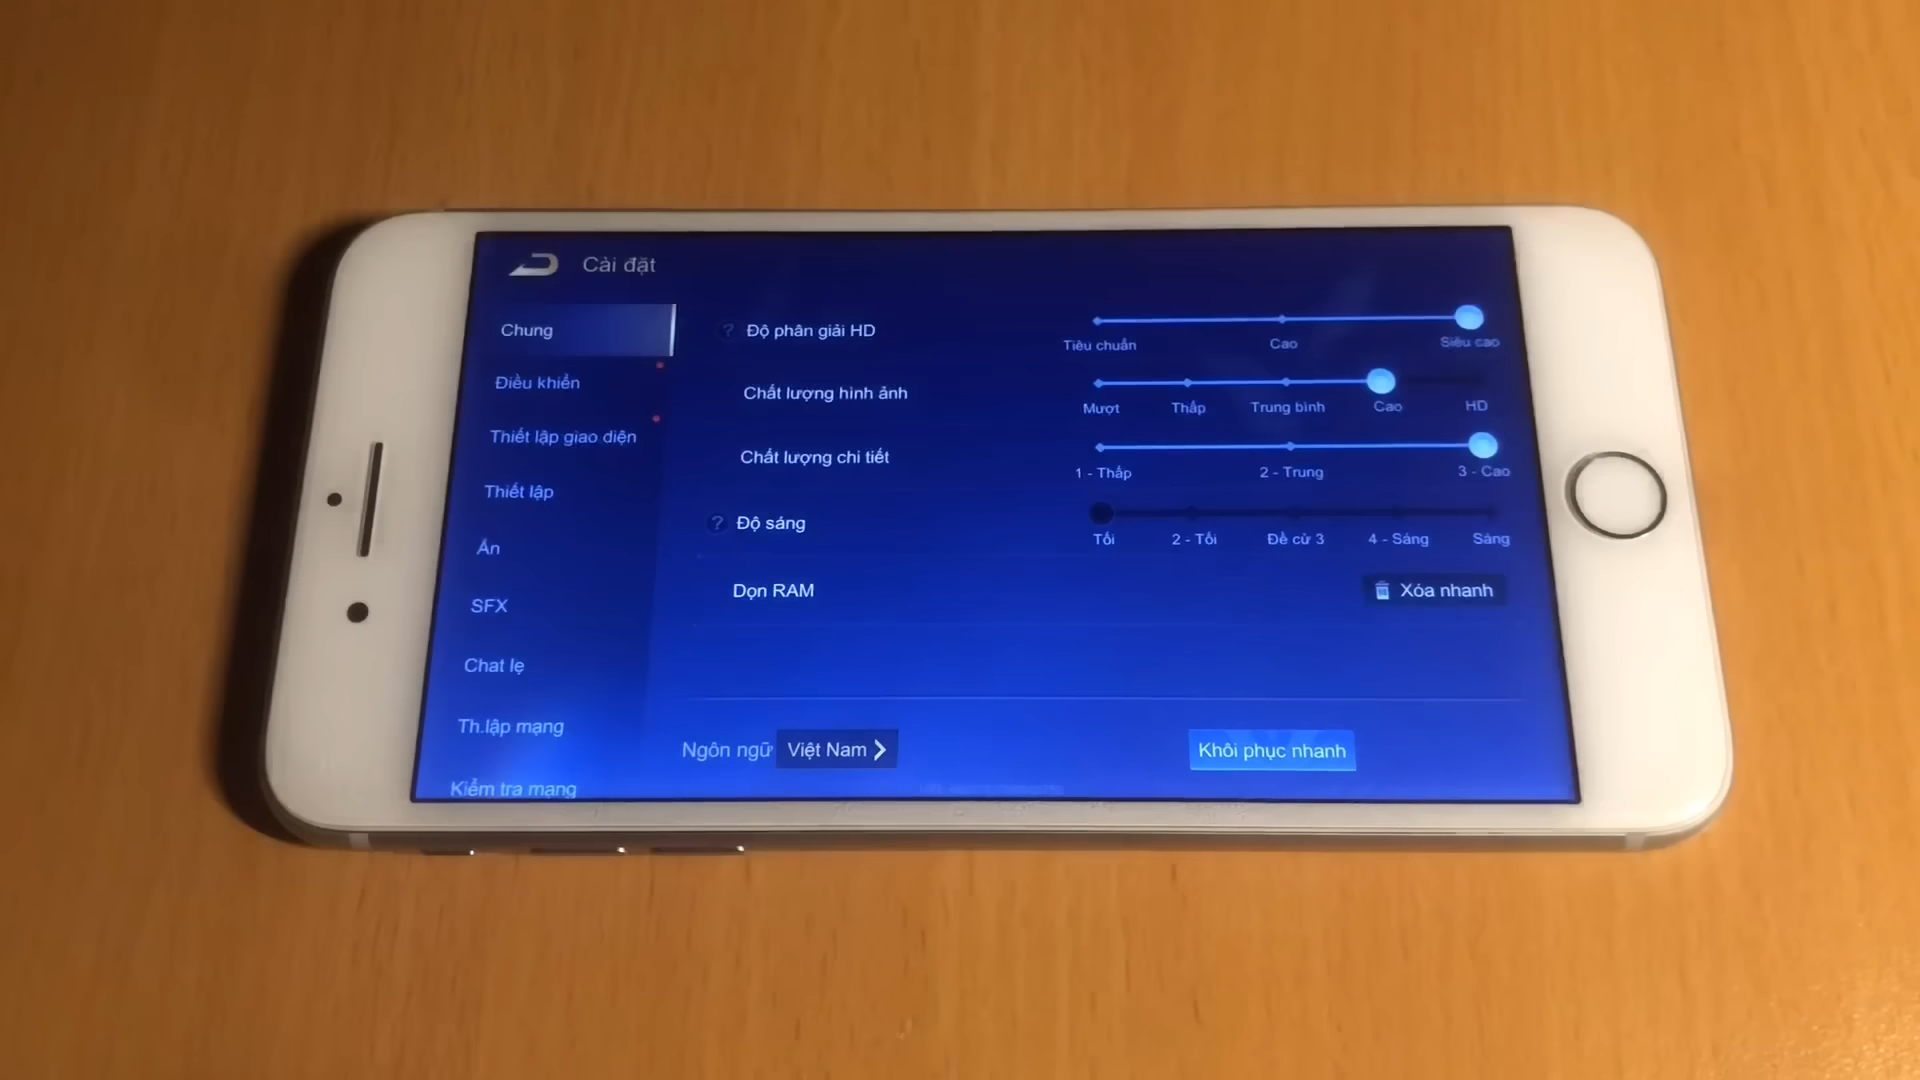 Cài đặt
Chung
Điều khiển
Thiết lập giao diện
Thiết lập
Ẩn
SFX
Chat lẹ
Th.lập mạng
Kiểm tra mạng
? Độ phân giải HD
Tiêu chuẩn Cao Siêu cao
Chất lượng hình ảnh
Mượt Thấp Trung bình Cao HD
Chất lượng chi tiết
1 - Thấp 2 - Trung 3 - Cao
? Độ sáng
Tối 2 - Tối Đề cử 3 4 - Sáng Sáng
Dọn RAM Xóa nhanh
Ngôn ngữ Việt Nam Khôi phục nhanh